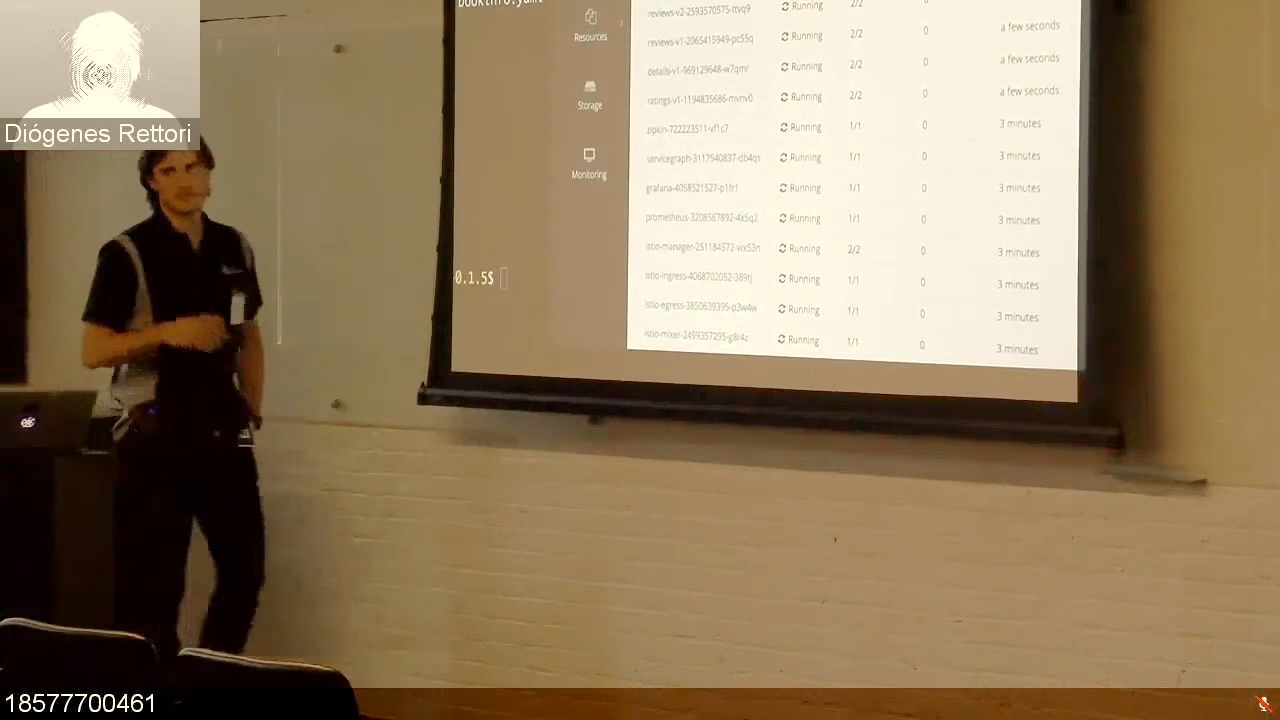 Diógenes Rettori
bookinfo.yaml
0.1.5$
Resources
Storage
Monitoring
reviews-v2-2593570575-ttvq9 Running 2/2 0
reviews-v1-2065415949-pc55q Running 2/2 0 a few seconds
details-v1-969129648-w7qmr Running 2/2 0 a few seconds
ratings-v1-1194835686-mvnv0 Running 2/2 0 a few seconds
zipkin-722223511-vf1c7 Running 1/1 0 3 minutes
servicegraph-3117540837-db4qs Running 1/1 0 3 minutes
grafana-4058521527-p1fr1 Running 1/1 0 3 minutes
prometheus-3208567892-4x5q2 Running 1/1 0 3 minutes
istio-manager-251184572-wx53n Running 2/2 0 3 minutes
istio-ingress-4068702052-389tj Running 1/1 0 3 minutes
istio-egress-3850639395-p3w4w Running 1/1 0 3 minutes
istio-mixer-2499357295-g8r4z Running 1/1 0 3 minutes
18577700461